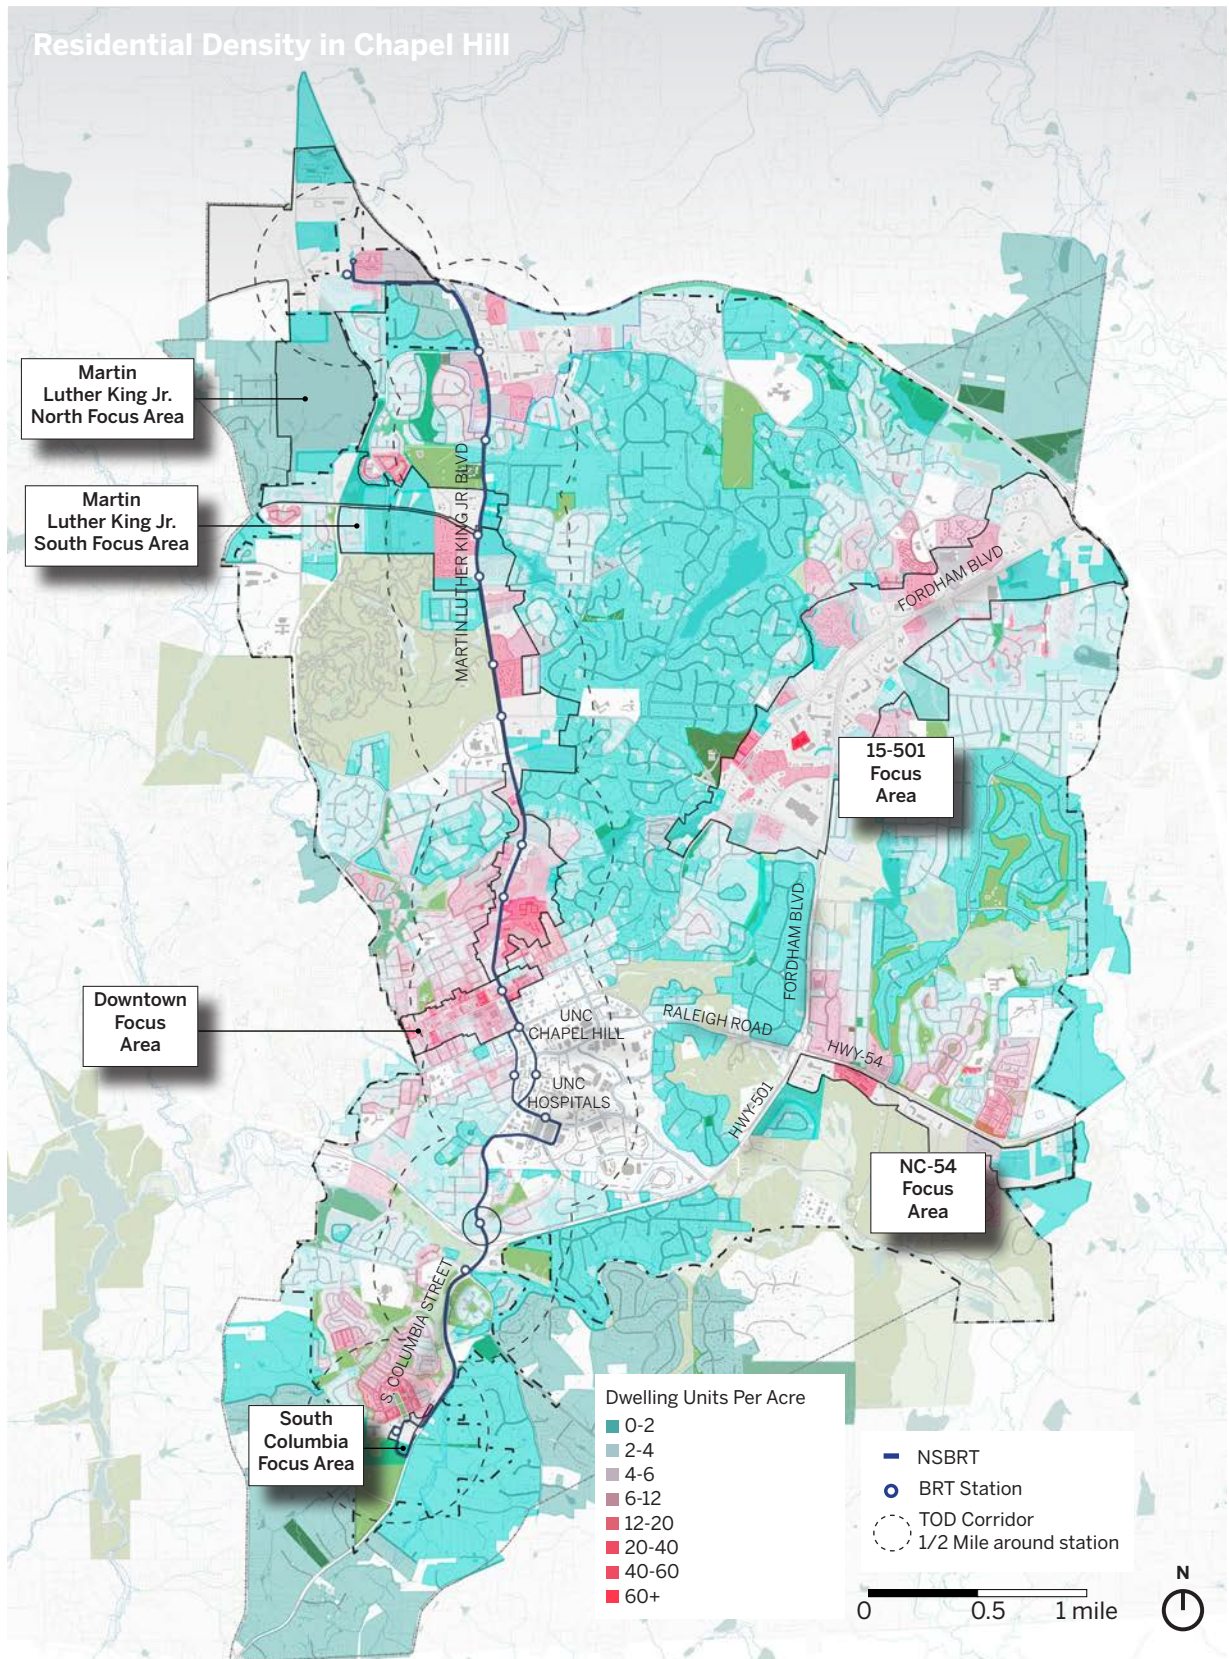 Residential Density in Chapel Hill
Martin
Luther King Jr.
North Focus Area
Martin
Luther King Jr.
South Focus Area
MARTIN LUTHER KING JR BLVD
FORDHAM BLVD
15-501
Focus
Area
FORDHAM BLVD
Downtown
Focus
Area
UNC
CHAPEL HILL
RALEIGH ROAD
HWY-54
UNC
HOSPITALS
HWY-501
NC-54
Focus
Area
S. COLUMBIA STREET
South
Columbia
Focus Area
Dwelling Units Per Acre
0-2
2-4
4-6
6-12
12-20
20-40
40-60
60+
NSBRT
BRT Station
TOD Corridor
1/2 Mile around station
N
0 0.5 1 mile